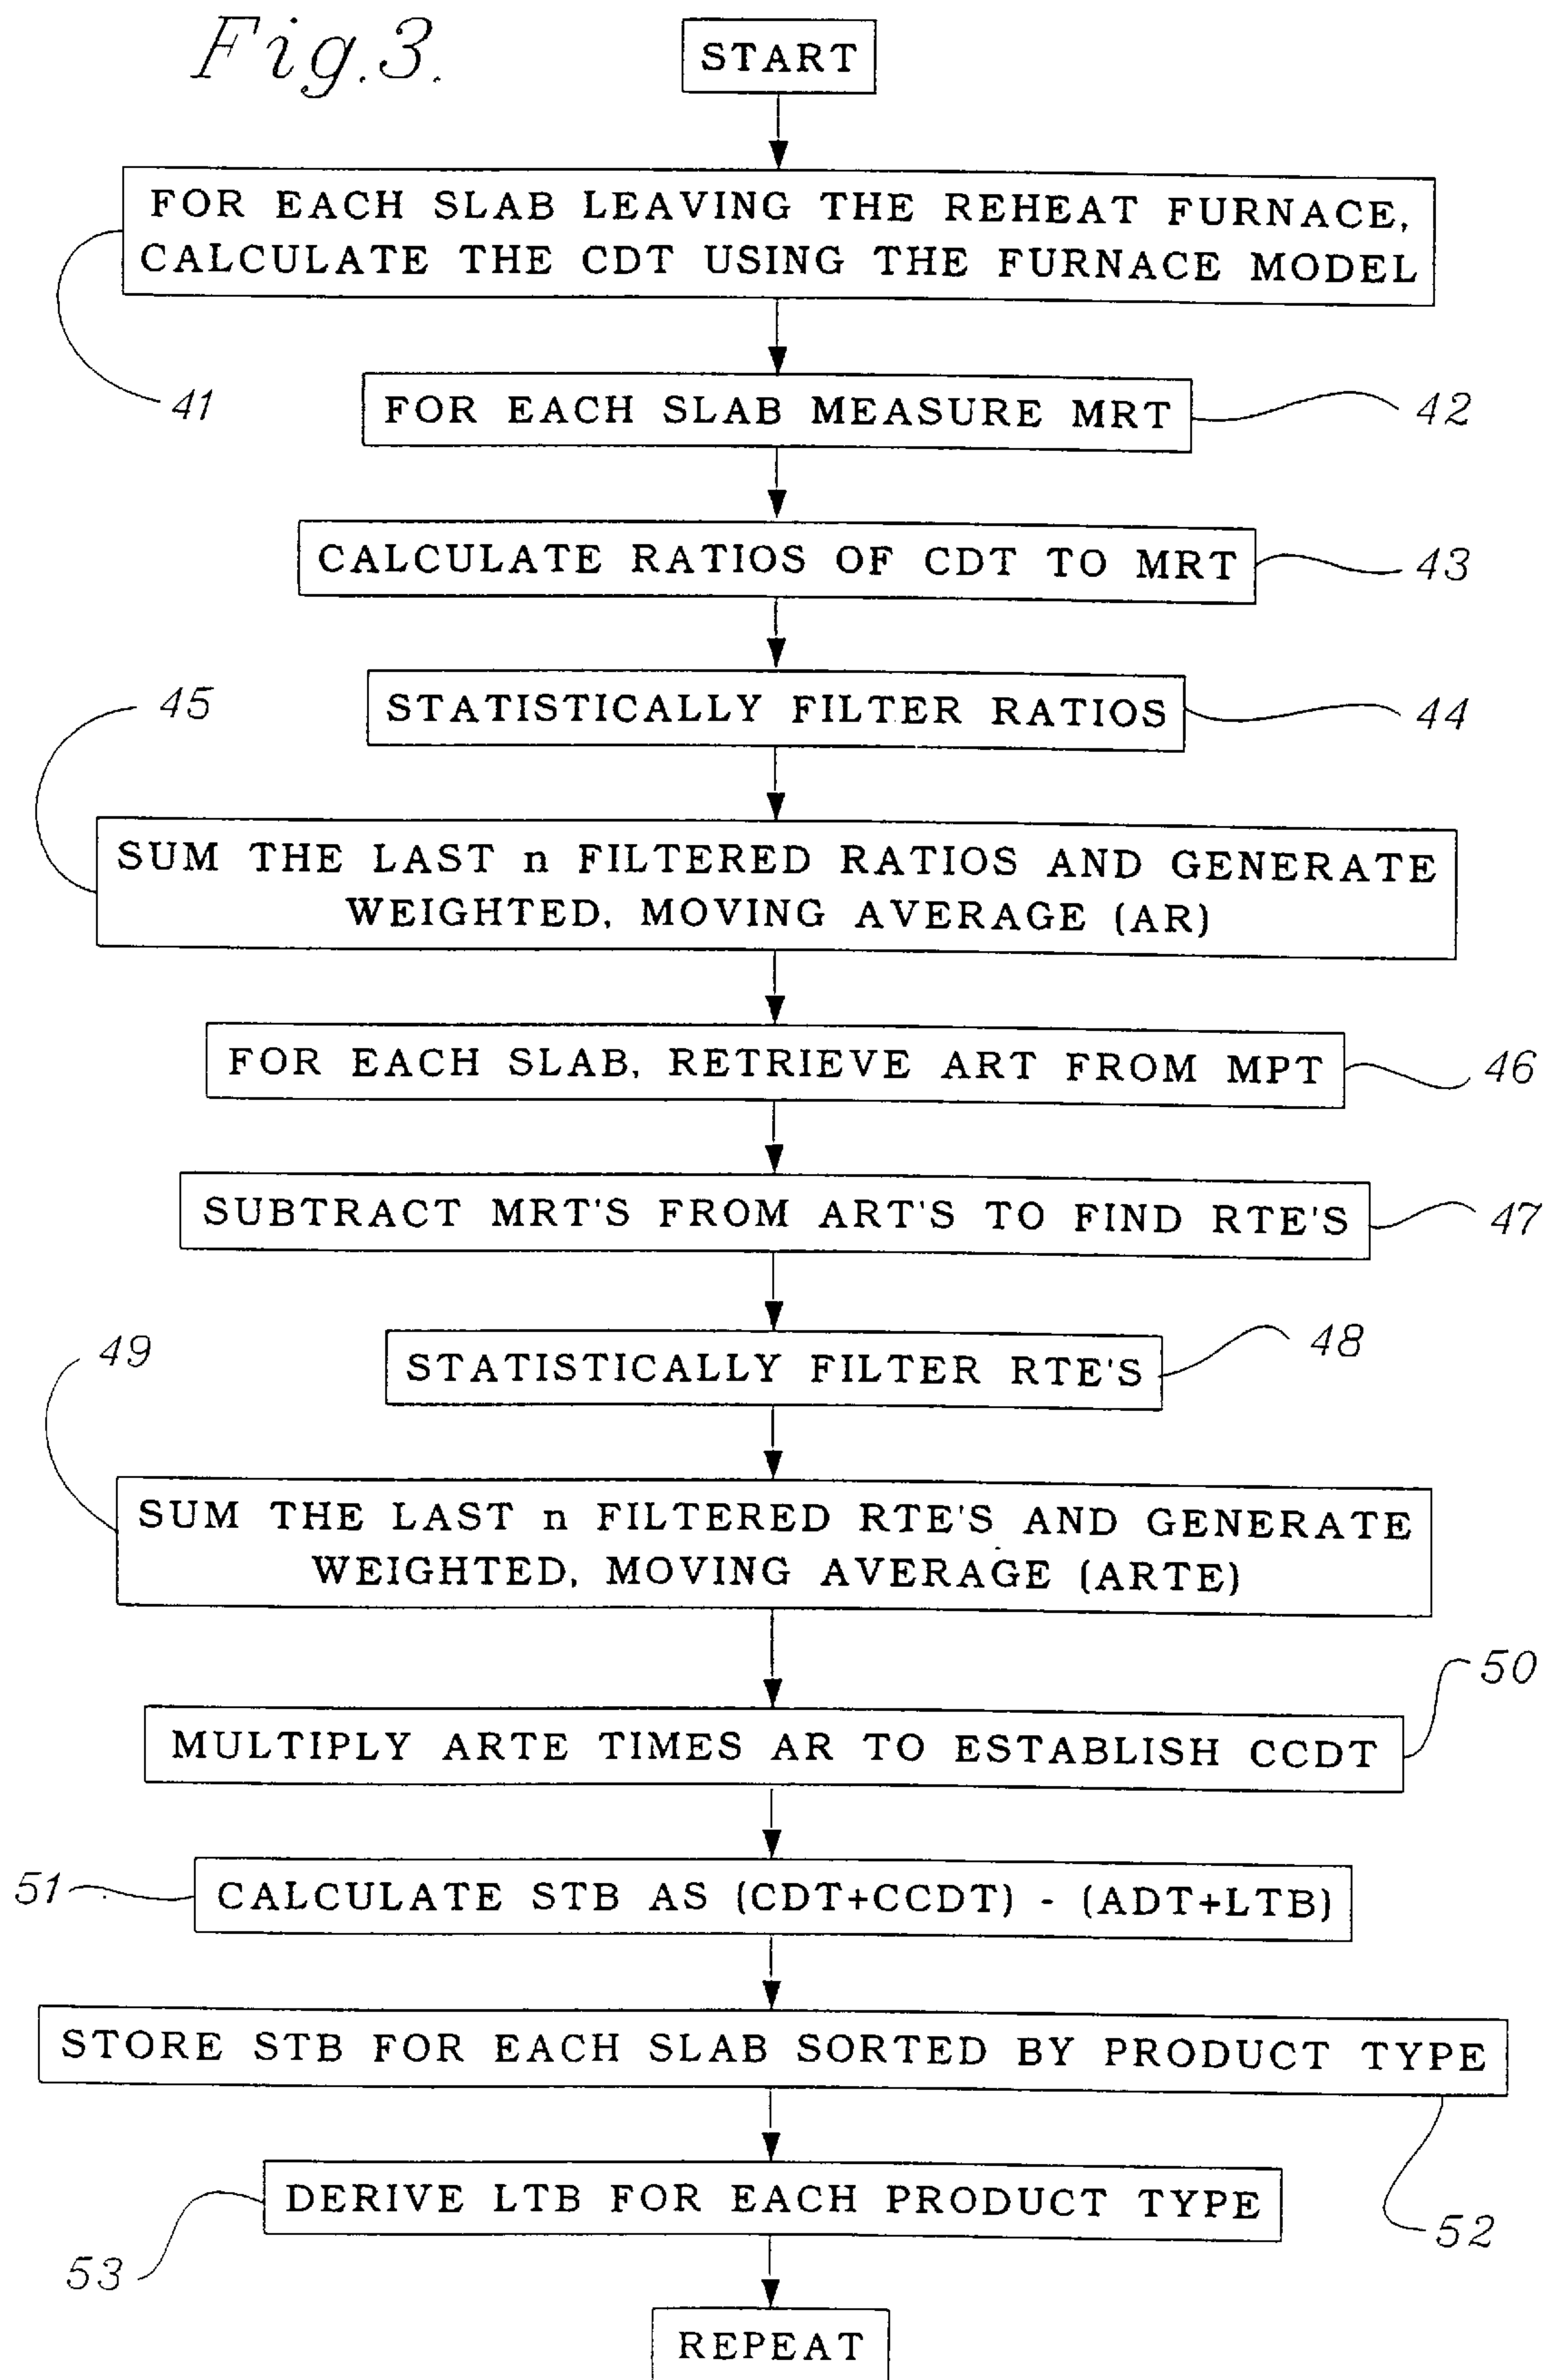 Fig.3.
START
FOR EACH SLAB LEAVING THE REHEAT FURNACE,
CALCULATE THE CDT USING THE FURNACE MODEL
41
FOR EACH SLAB MEASURE MRT
42
CALCULATE RATIOS OF CDT TO MRT
43
STATISTICALLY FILTER RATIOS
44
45
SUM THE LAST n FILTERED RATIOS AND GENERATE
WEIGHTED, MOVING AVERAGE (AR)
FOR EACH SLAB, RETRIEVE ART FROM MPT
46
SUBTRACT MRT'S FROM ART'S TO FIND RTE'S
47
STATISTICALLY FILTER RTE'S
48
49
SUM THE LAST n FILTERED RTE'S AND GENERATE
WEIGHTED, MOVING AVERAGE (ARTE)
50
MULTIPLY ARTE TIMES AR TO ESTABLISH CCDT
51
CALCULATE STB AS (CDT+CCDT) - (ADT+LTB)
STORE STB FOR EACH SLAB SORTED BY PRODUCT TYPE
52
DERIVE LTB FOR EACH PRODUCT TYPE
53
REPEAT